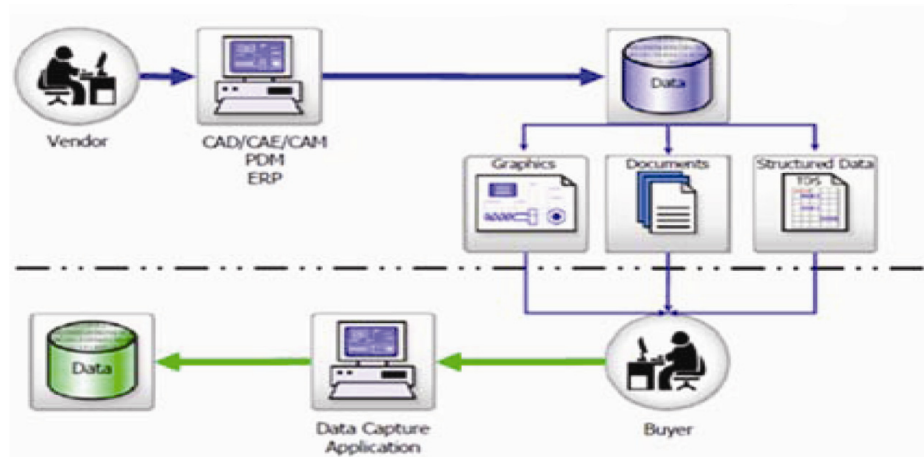 Data
Vendor
CAD/CAE/CAM
PDM
ERP
Graphics
Documents
Structured Data
TDS
Data
Data Capture
Application
Buyer